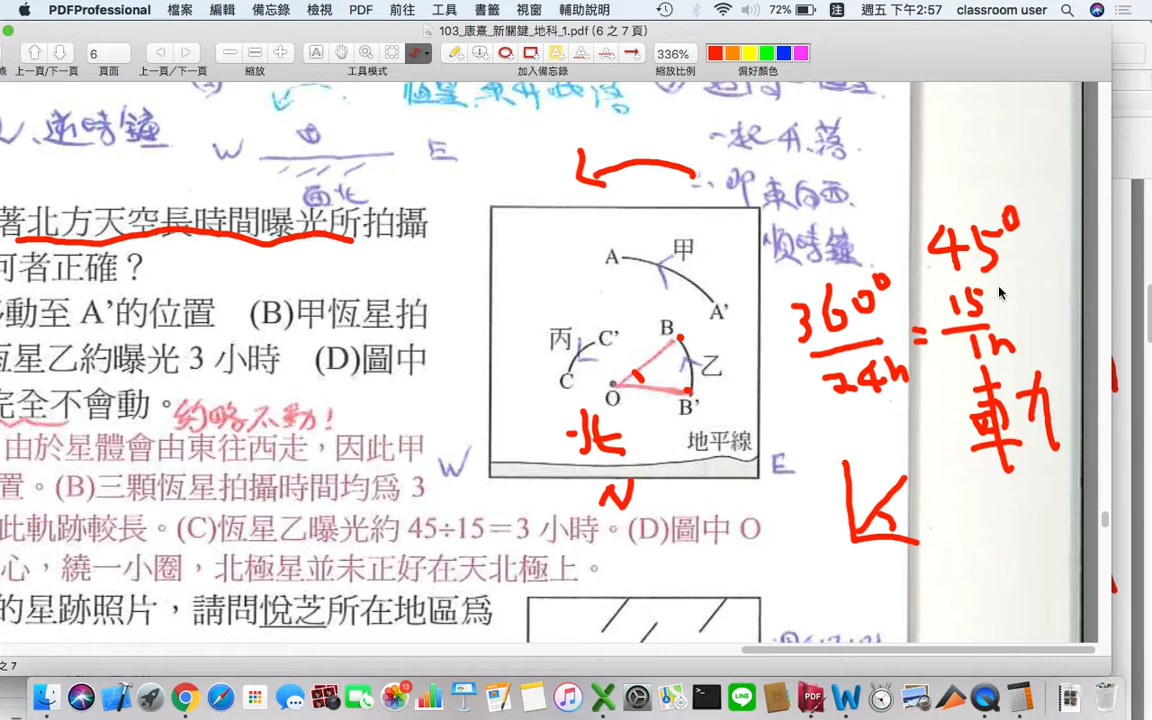 PDFProfessional 檔案 編輯 備忘錄 檢視 PDF 前往 工具 書籤 視窗 輔助說明 72% 注 週五 下午2:57 classroom user
103_康熹_新關鍵_地科_1.pdf (6 之 7 頁)
6 336%
上一頁/下一頁 頁面 上一頁/下一頁 縮放 工具模式 加入備忘錄 縮放比例 偏好顏色
恆星東升西落
一起升落
逆時鐘 W E
面北 ∴即東向西
順時鐘
著北方天空長時間曝光所拍攝
何者正確?
移動至 A'的位置 (B)甲恆星拍
恆星乙約曝光 3 小時 (D)圖中
完全不會動。 約略不動!
A 甲 A'
丙 C' B 乙
C O B'
北
地平線
W E
N
45°
360° 15
= 
24h 1h
東
由於星體會由東往西走,因此甲
置。(B)三顆恆星拍攝時間均為 3
此軌跡較長。(C)恆星乙曝光約 45÷15=3 小時。(D)圖中 O
心,繞一小圈,北極星並未正好在天北極上。
的星跡照片,請問悅芝所在地區為
之 7